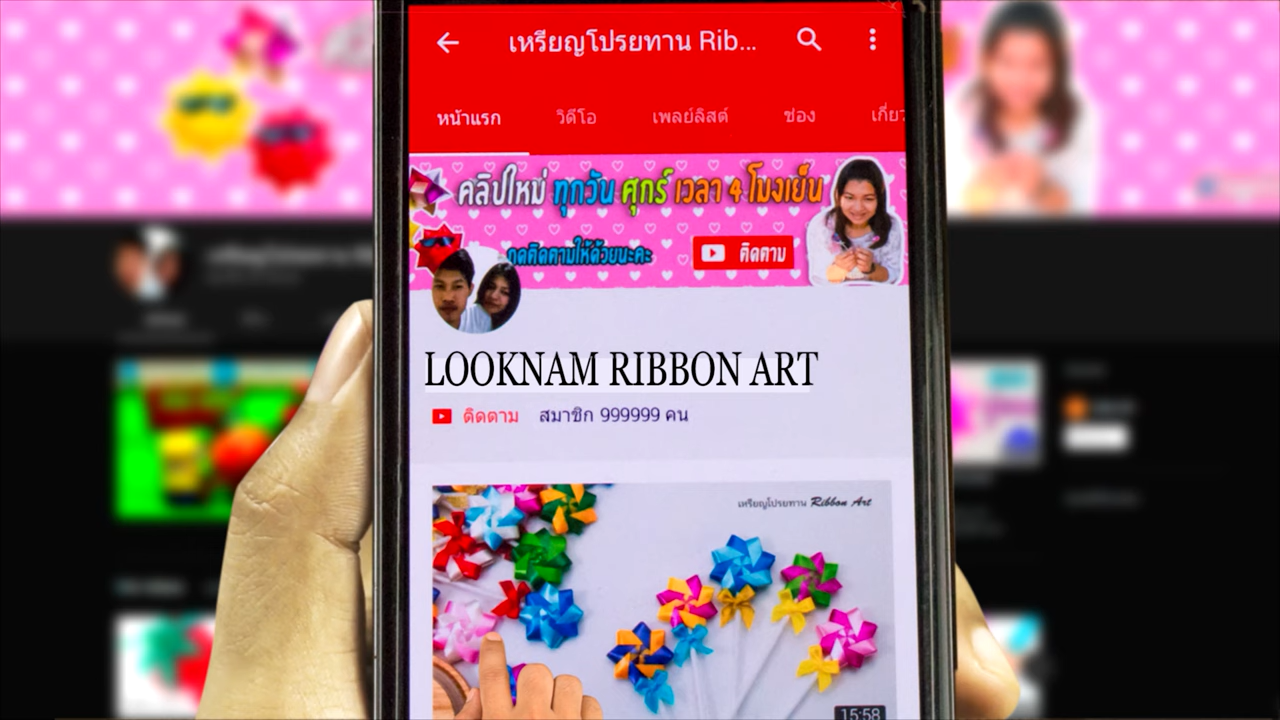 เหรียญโปรยทาน Rib...
หน้าแรก วิดีโอ เพลย์ลิสต์ ช่อง เกี่ยว
คลิปใหม่ ทุกวัน ศุกร์ เวลา 4 โมงเย็น
กดติดตามให้ด้วยนะคะ ติดตาม
LOOKNAM RIBBON ART
ติดตาม สมาชิก 999999 คน
เหรียญโปรยทาน Ribbon Art
15:58